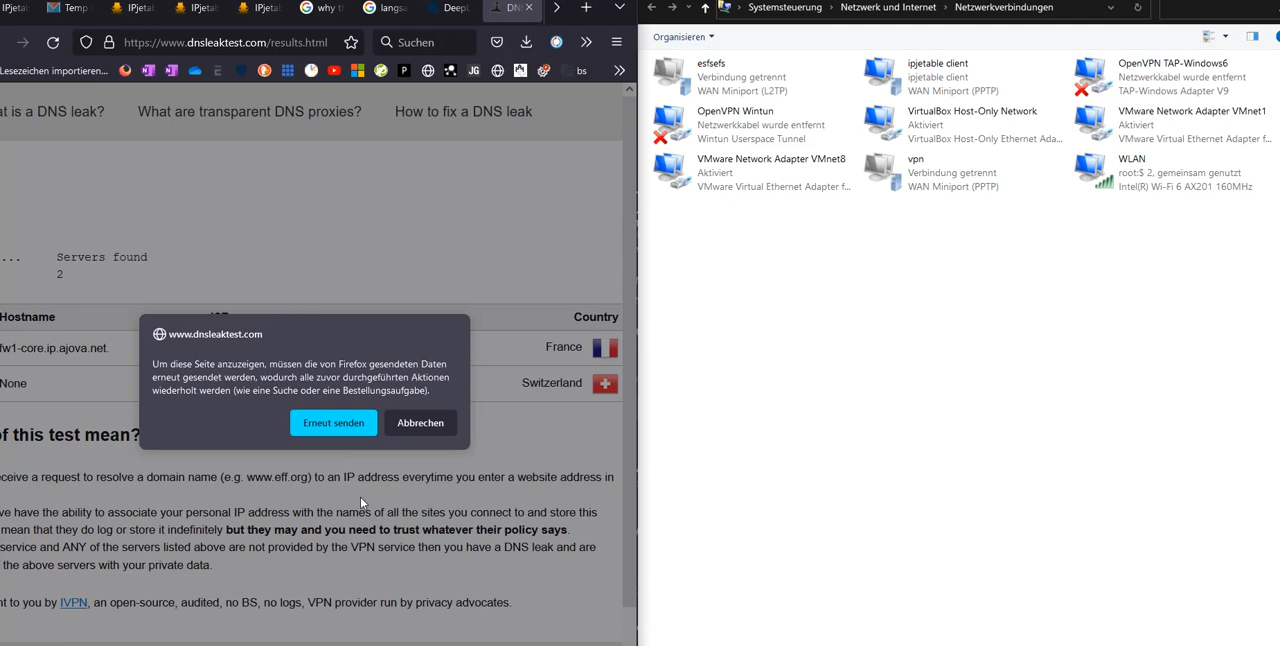 IPjetal
Temp
IPjetab
IPjetab
IPjetab
why th
langsa
DeepL
DN
https://www.dnsleaktest.com/results.html
Suchen
Lesezeichen importieren...
P
JG
bs
at is a DNS leak?
What are transparent DNS proxies?
How to fix a DNS leak
...
Servers found
2
Hostname
Country
fw1-core.ip.ajova.net.
France
None
Switzerland
www.dnsleaktest.com
Um diese Seite anzuzeigen, müssen die von Firefox gesendeten Daten
erneut gesendet werden, wodurch alle zuvor durchgeführten Aktionen
wiederholt werden (wie eine Suche oder eine Bestellungsaufgabe).
Erneut senden
Abbrechen
of this test mean?
eceive a request to resolve a domain name (e.g. www.eff.org) to an IP address everytime you enter a website address in
ve have the ability to associate your personal IP address with the names of all the sites you connect to and store this
mean that they do log or store it indefinitely but they may and you need to trust whatever their policy says.
service and ANY of the servers listed above are not provided by the VPN service then you have a DNS leak and are
the above servers with your private data.
nt to you by IVPN, an open-source, audited, no BS, no logs, VPN provider run by privacy advocates.
Systemsteuerung
Netzwerk und Internet
Netzwerkverbindungen
Organisieren
esfsefs
Verbindung getrennt
WAN Miniport (L2TP)
ipjetable client
ipjetable client
WAN Miniport (PPTP)
OpenVPN TAP-Windows6
Netzwerkkabel wurde entfernt
TAP-Windows Adapter V9
OpenVPN Wintun
Netzwerkkabel wurde entfernt
Wintun Userspace Tunnel
VirtualBox Host-Only Network
Aktiviert
VirtualBox Host-Only Ethernet Ada...
VMware Network Adapter VMnet1
Aktiviert
VMware Virtual Ethernet Adapter f...
VMware Network Adapter VMnet8
Aktiviert
VMware Virtual Ethernet Adapter f...
vpn
Verbindung getrennt
WAN Miniport (PPTP)
WLAN
root:$ 2, gemeinsam genutzt
Intel(R) Wi-Fi 6 AX201 160MHz